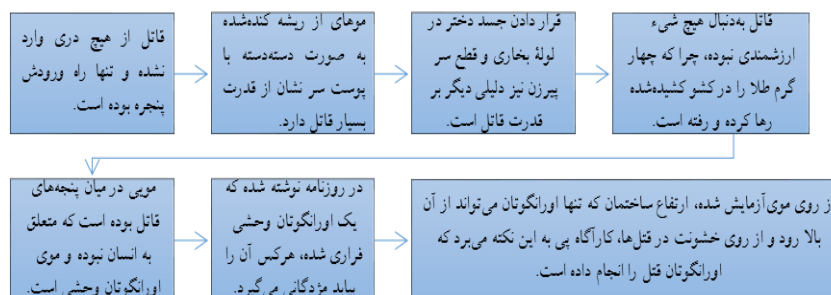 قاتل از هیچ دری وارد
نشده و تنها راه ورودش
پنجره بوده است.
موهای از ریشه کنده‌شده
به صورت دسته‌دسته با
پوست سر نشان از قدرت
بسیار قاتل دارد.
قرار دادن جسد دختر در
لولۀ بخاری و قطع سر
پیرزن نیز دلیلی دیگر بر
قدرت قاتل است.
قاتل به‌دنبال هیچ شیء
ارزشمندی نبوده، چرا که چهار
گرم طلا را در کشو کشیده‌شده
رها کرده و رفته است.
مویی در میان پنجه‌های
قاتل بوده است که متعلق
به انسان نبوده و موی
اورانگوتان وحشی است.
در روزنامه نوشته شده که
یک اورانگوتان وحشی
فراری شده، هرکس آن را
بیابد مژدگانی می‌گیرد.
از روی موی‌آزمایش شده، ارتفاع ساختمان که تنها اورانگوتان می‌تواند از آن
بالا رود و از روی خشونت در قتل‌ها، کارآگاه پی به این نکته می‌برد که
اورانگوتان قتل را انجام داده است.